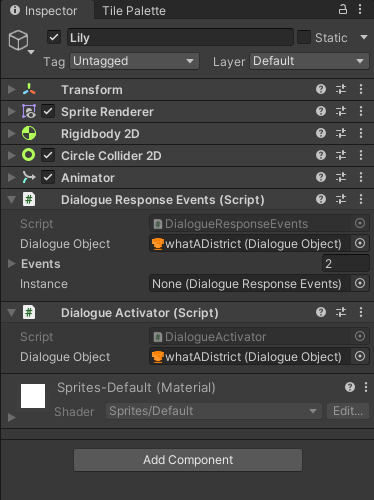 Inspector Tile Palette
Lily Static
Tag Untagged Layer Default
Transform
Sprite Renderer
Rigidbody 2D
Circle Collider 2D
Animator
# Dialogue Response Events (Script)
Script # DialogueResponseEvents
Dialogue Object whatADistrict (Dialogue Object)
Events 2
Instance None (Dialogue Response Events)
# Dialogue Activator (Script)
Script # DialogueActivator
Dialogue Object whatADistrict (Dialogue Object)
Sprites-Default (Material)
Shader Sprites/Default Edit...
Add Component